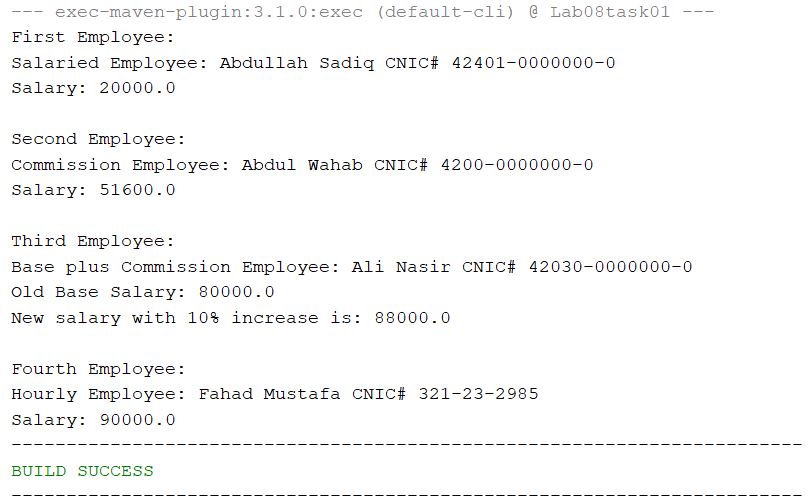 --- exec-maven-plugin:3.1.0:exec (default-cli) @ Lab08task01 ---
First Employee:
Salaried Employee: Abdullah Sadiq CNIC# 42401-0000000-0
Salary: 20000.0
Second Employee:
Commission Employee: Abdul Wahab CNIC# 4200-0000000-0
Salary: 51600.0
Third Employee:
Base plus Commission Employee: Ali Nasir CNIC# 42030-0000000-0
Old Base Salary: 80000.0
New salary with 10% increase is: 88000.0
Fourth Employee:
Hourly Employee: Fahad Mustafa CNIC# 321-23-2985
Salary: 90000.0
------------------------------------------------------------------------
BUILD SUCCESS
------------------------------------------------------------------------